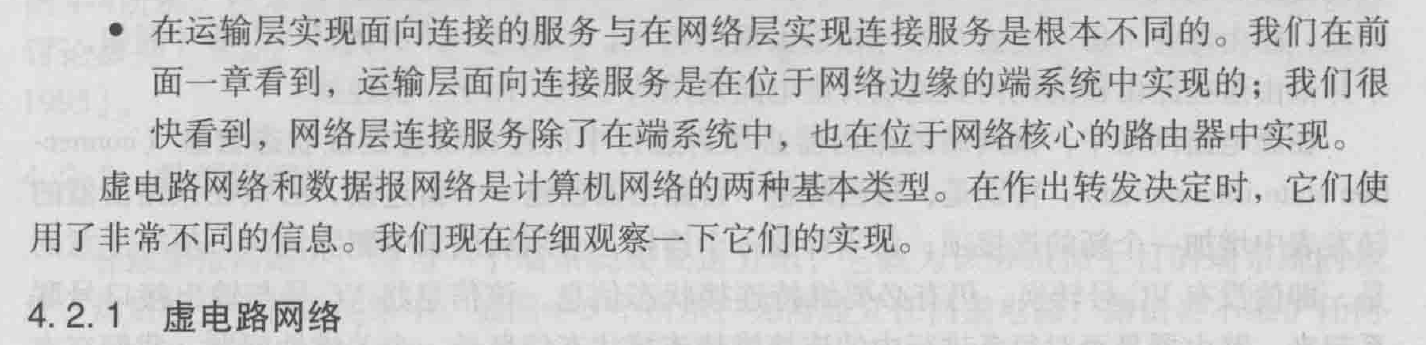 • 在运输层实现面向连接的服务与在网络层实现连接服务是根本不同的。我们在前
面一章看到，运输层面向连接服务是在位于网络边缘的端系统中实现的；我们很
快看到，网络层连接服务除了在端系统中，也在位于网络核心的路由器中实现。
虚电路网络和数据报网络是计算机网络的两种基本类型。在作出转发决定时，它们使
用了非常不同的信息。我们现在仔细观察一下它们的实现。
4.2.1 虚电路网络